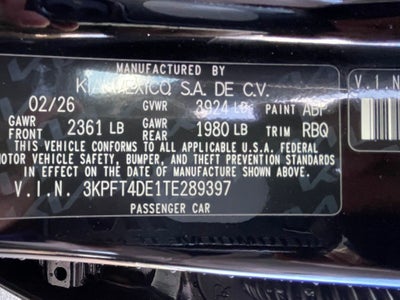 MANUFACTURED BY
KIA MEXICO, S.A. DE C.V.
02/26 GVWR 3924 LB PAINT ABP
GAWR FRONT 2361 LB GAWR REAR 1980 LB TRIM RBQ
THIS VEHICLE CONFORMS TO ALL APPLICABLE U.S.A. FEDERAL
MOTOR VEHICLE SAFETY, BUMPER, AND THEFT PREVENTION STANDARDS
IN EFFECT ON THE DATE OF MANUFACTURE SHOWN ABOVE.
V.I.N. 3KPFT4DE1TE289397
PASSENGER CAR
V.I.N